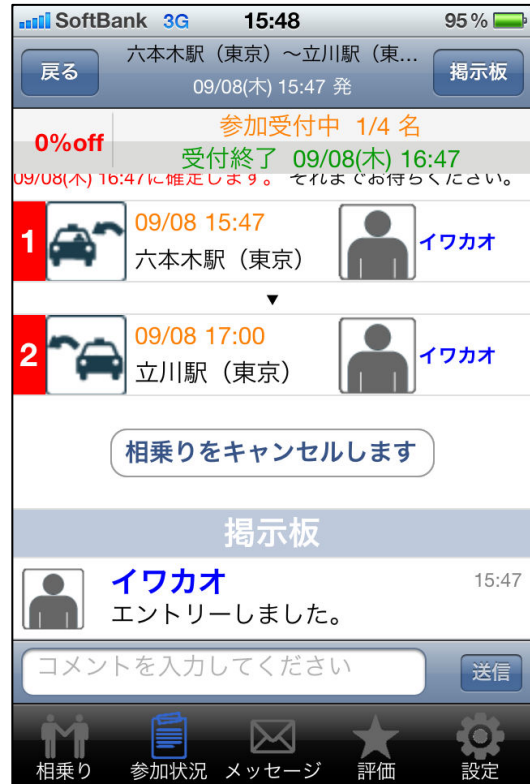 SoftBank 3G 15:48 95%
戻る
六本木駅（東京）～立川駅（東...
09/08(木) 15:47 発
掲示板
0%off
参加受付中 1/4 名
受付終了 09/08(木) 16:47
09/08(木) 16:47に確定します。 それまでお待ちください。
1
09/08 15:47
六本木駅（東京）
イワカオ
▼
2
09/08 17:00
立川駅（東京）
イワカオ
相乗りをキャンセルします
掲示板
イワカオ
15:47
エントリーしました。
コメントを入力してください
送信
相乗り 参加状況 メッセージ 評価 設定